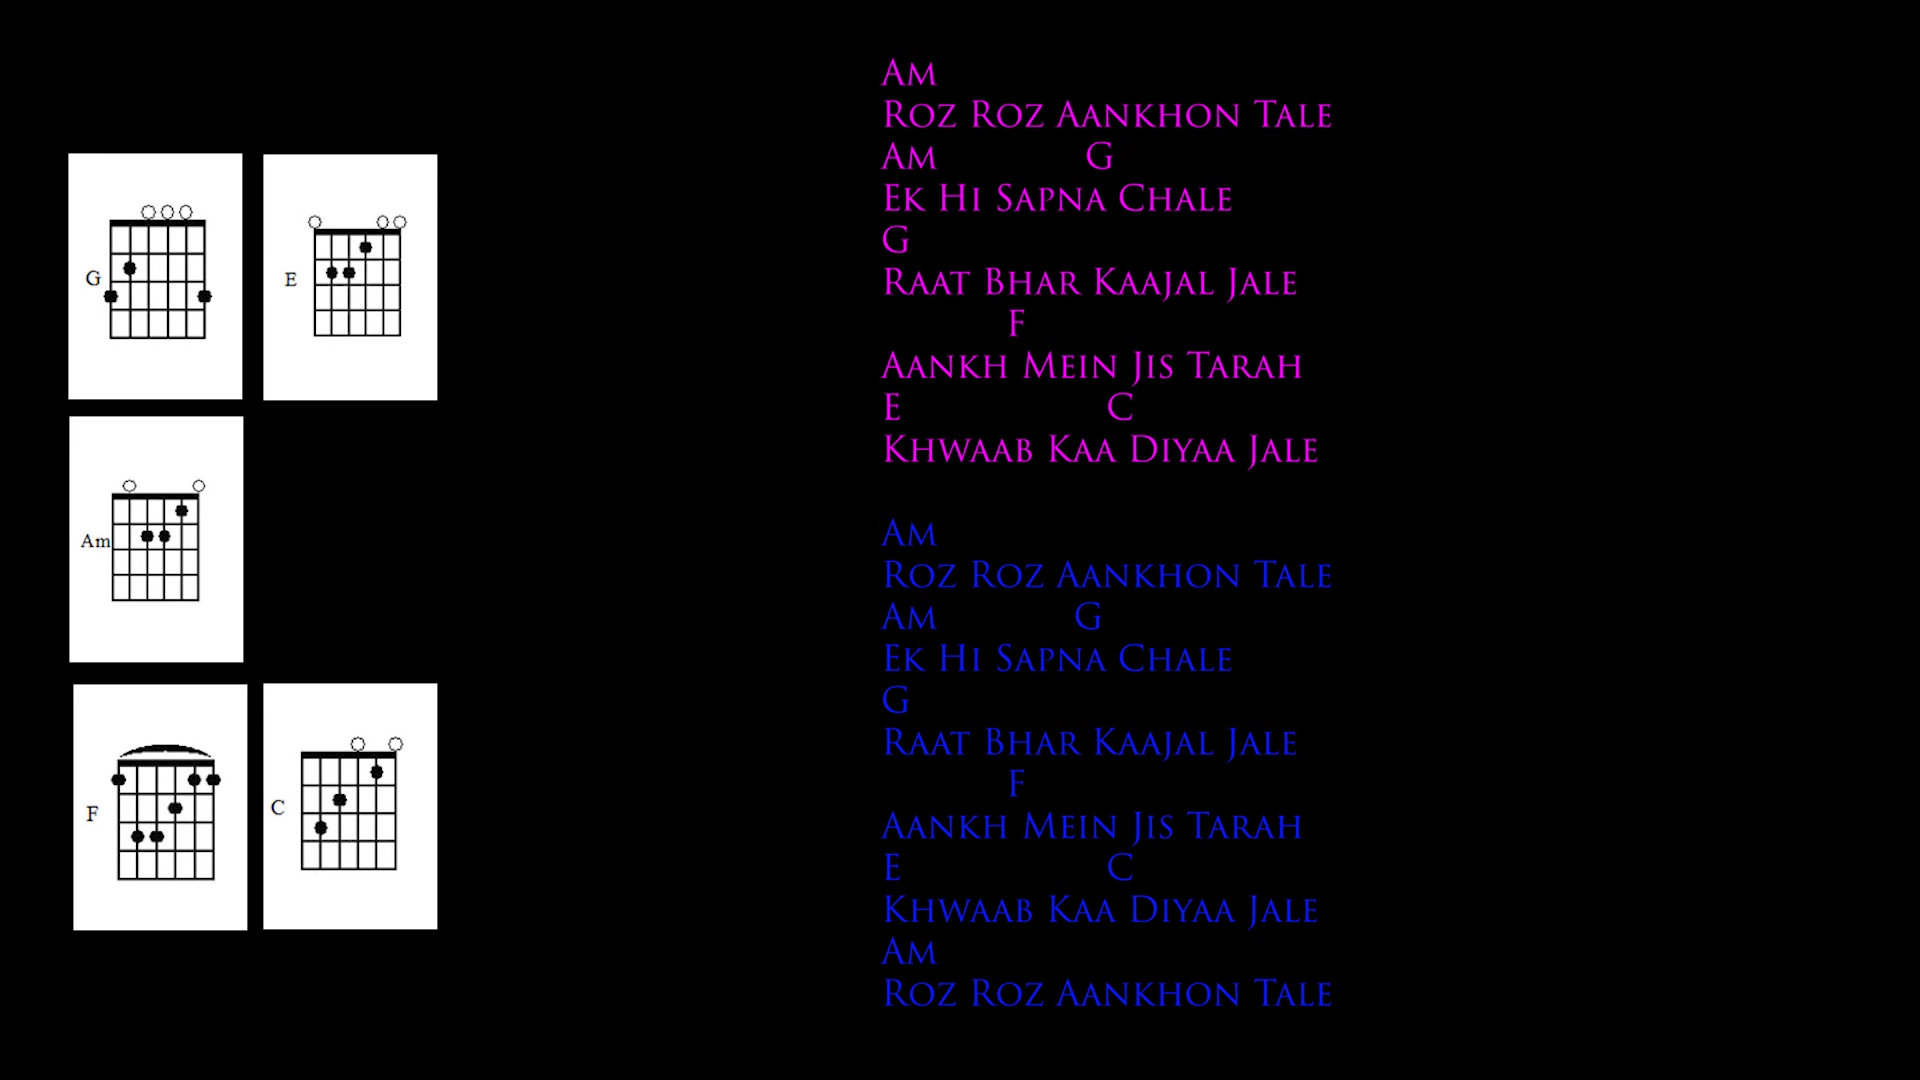 G
E
Am
F
C
Am
Roz Roz Aankhon Tale
Am G
Ek Hi Sapna Chale
G
Raat Bhar Kaajal Jale
F
Aankh Mein Jis Tarah
E C
Khwaab Kaa Diyaa Jale
Am
Roz Roz Aankhon Tale
Am G
Ek Hi Sapna Chale
G
Raat Bhar Kaajal Jale
F
Aankh Mein Jis Tarah
E C
Khwaab Kaa Diyaa Jale
Am
Roz Roz Aankhon Tale